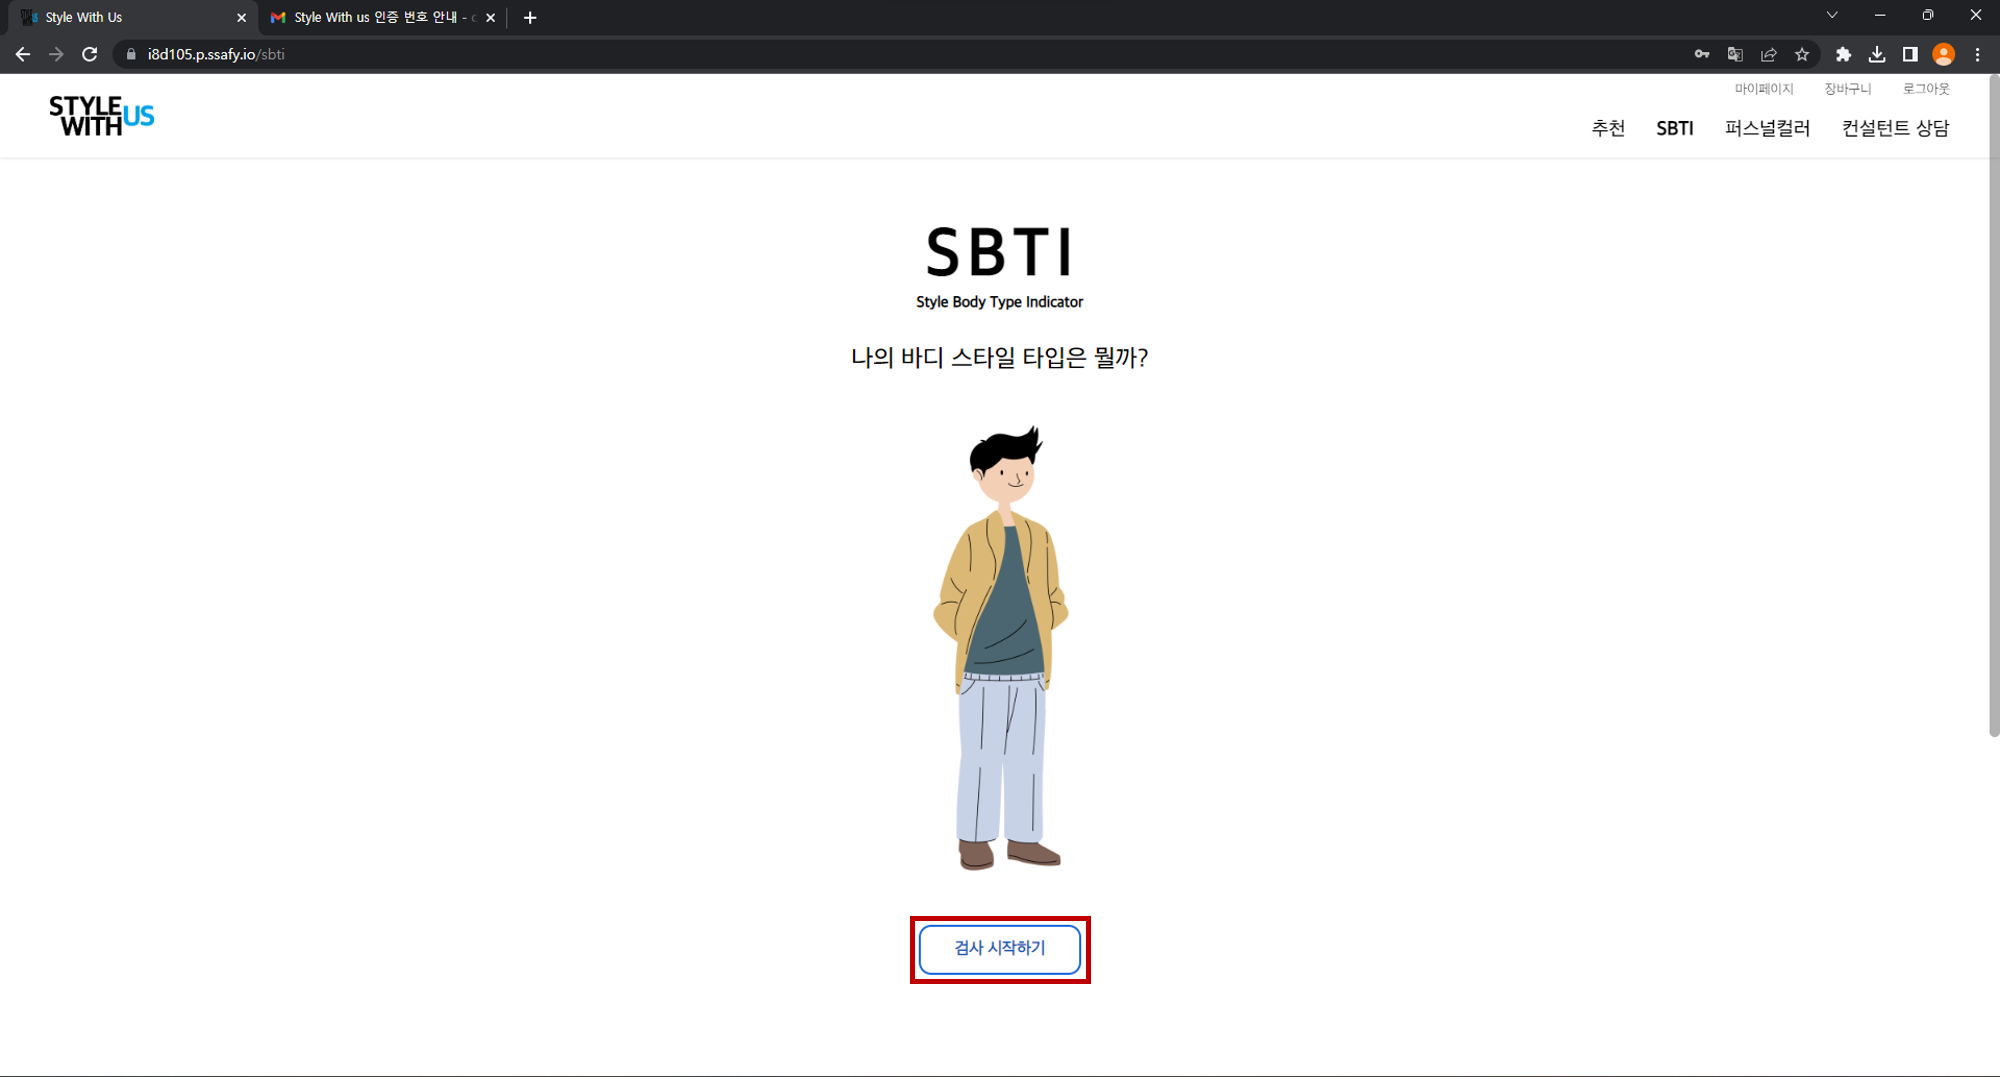 Style With Us
Style With us 인증 번호 안내 -
i8d105.p.ssafy.io/sbti
STYLE WITH US
마이페이지 장바구니 로그아웃
추천 SBTI 퍼스널컬러 컨설턴트 상담
SBTI
Style Body Type Indicator
나의 바디 스타일 타입은 뭘까?
검사 시작하기